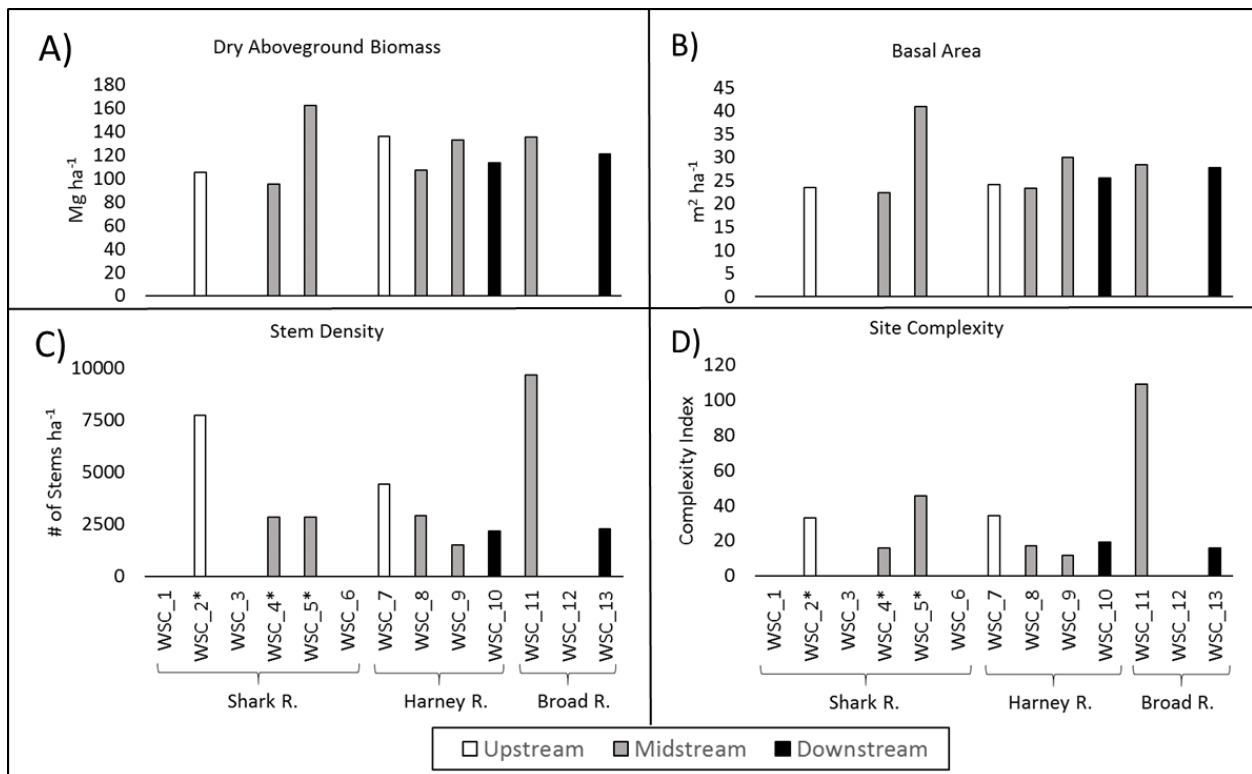 A)
Dry Aboveground Biomass
Mg ha⁻¹
180
160
140
120
100
80
60
40
20
0
B)
Basal Area
m² ha⁻¹
45
40
35
30
25
20
15
10
5
0
C)
Stem Density
# of Stems ha⁻¹
10000
7500
5000
2500
0
WSC_1
WSC_2*
WSC_3
WSC_4*
WSC_5*
WSC_6
WSC_7
WSC_8
WSC_9
WSC_10
WSC_11
WSC_12
WSC_13
Shark R.
Harney R.
Broad R.
D)
Site Complexity
Complexity Index
120
100
80
60
40
20
0
WSC_1
WSC_2*
WSC_3
WSC_4*
WSC_5*
WSC_6
WSC_7
WSC_8
WSC_9
WSC_10
WSC_11
WSC_12
WSC_13
Shark R.
Harney R.
Broad R.
Upstream Midstream Downstream